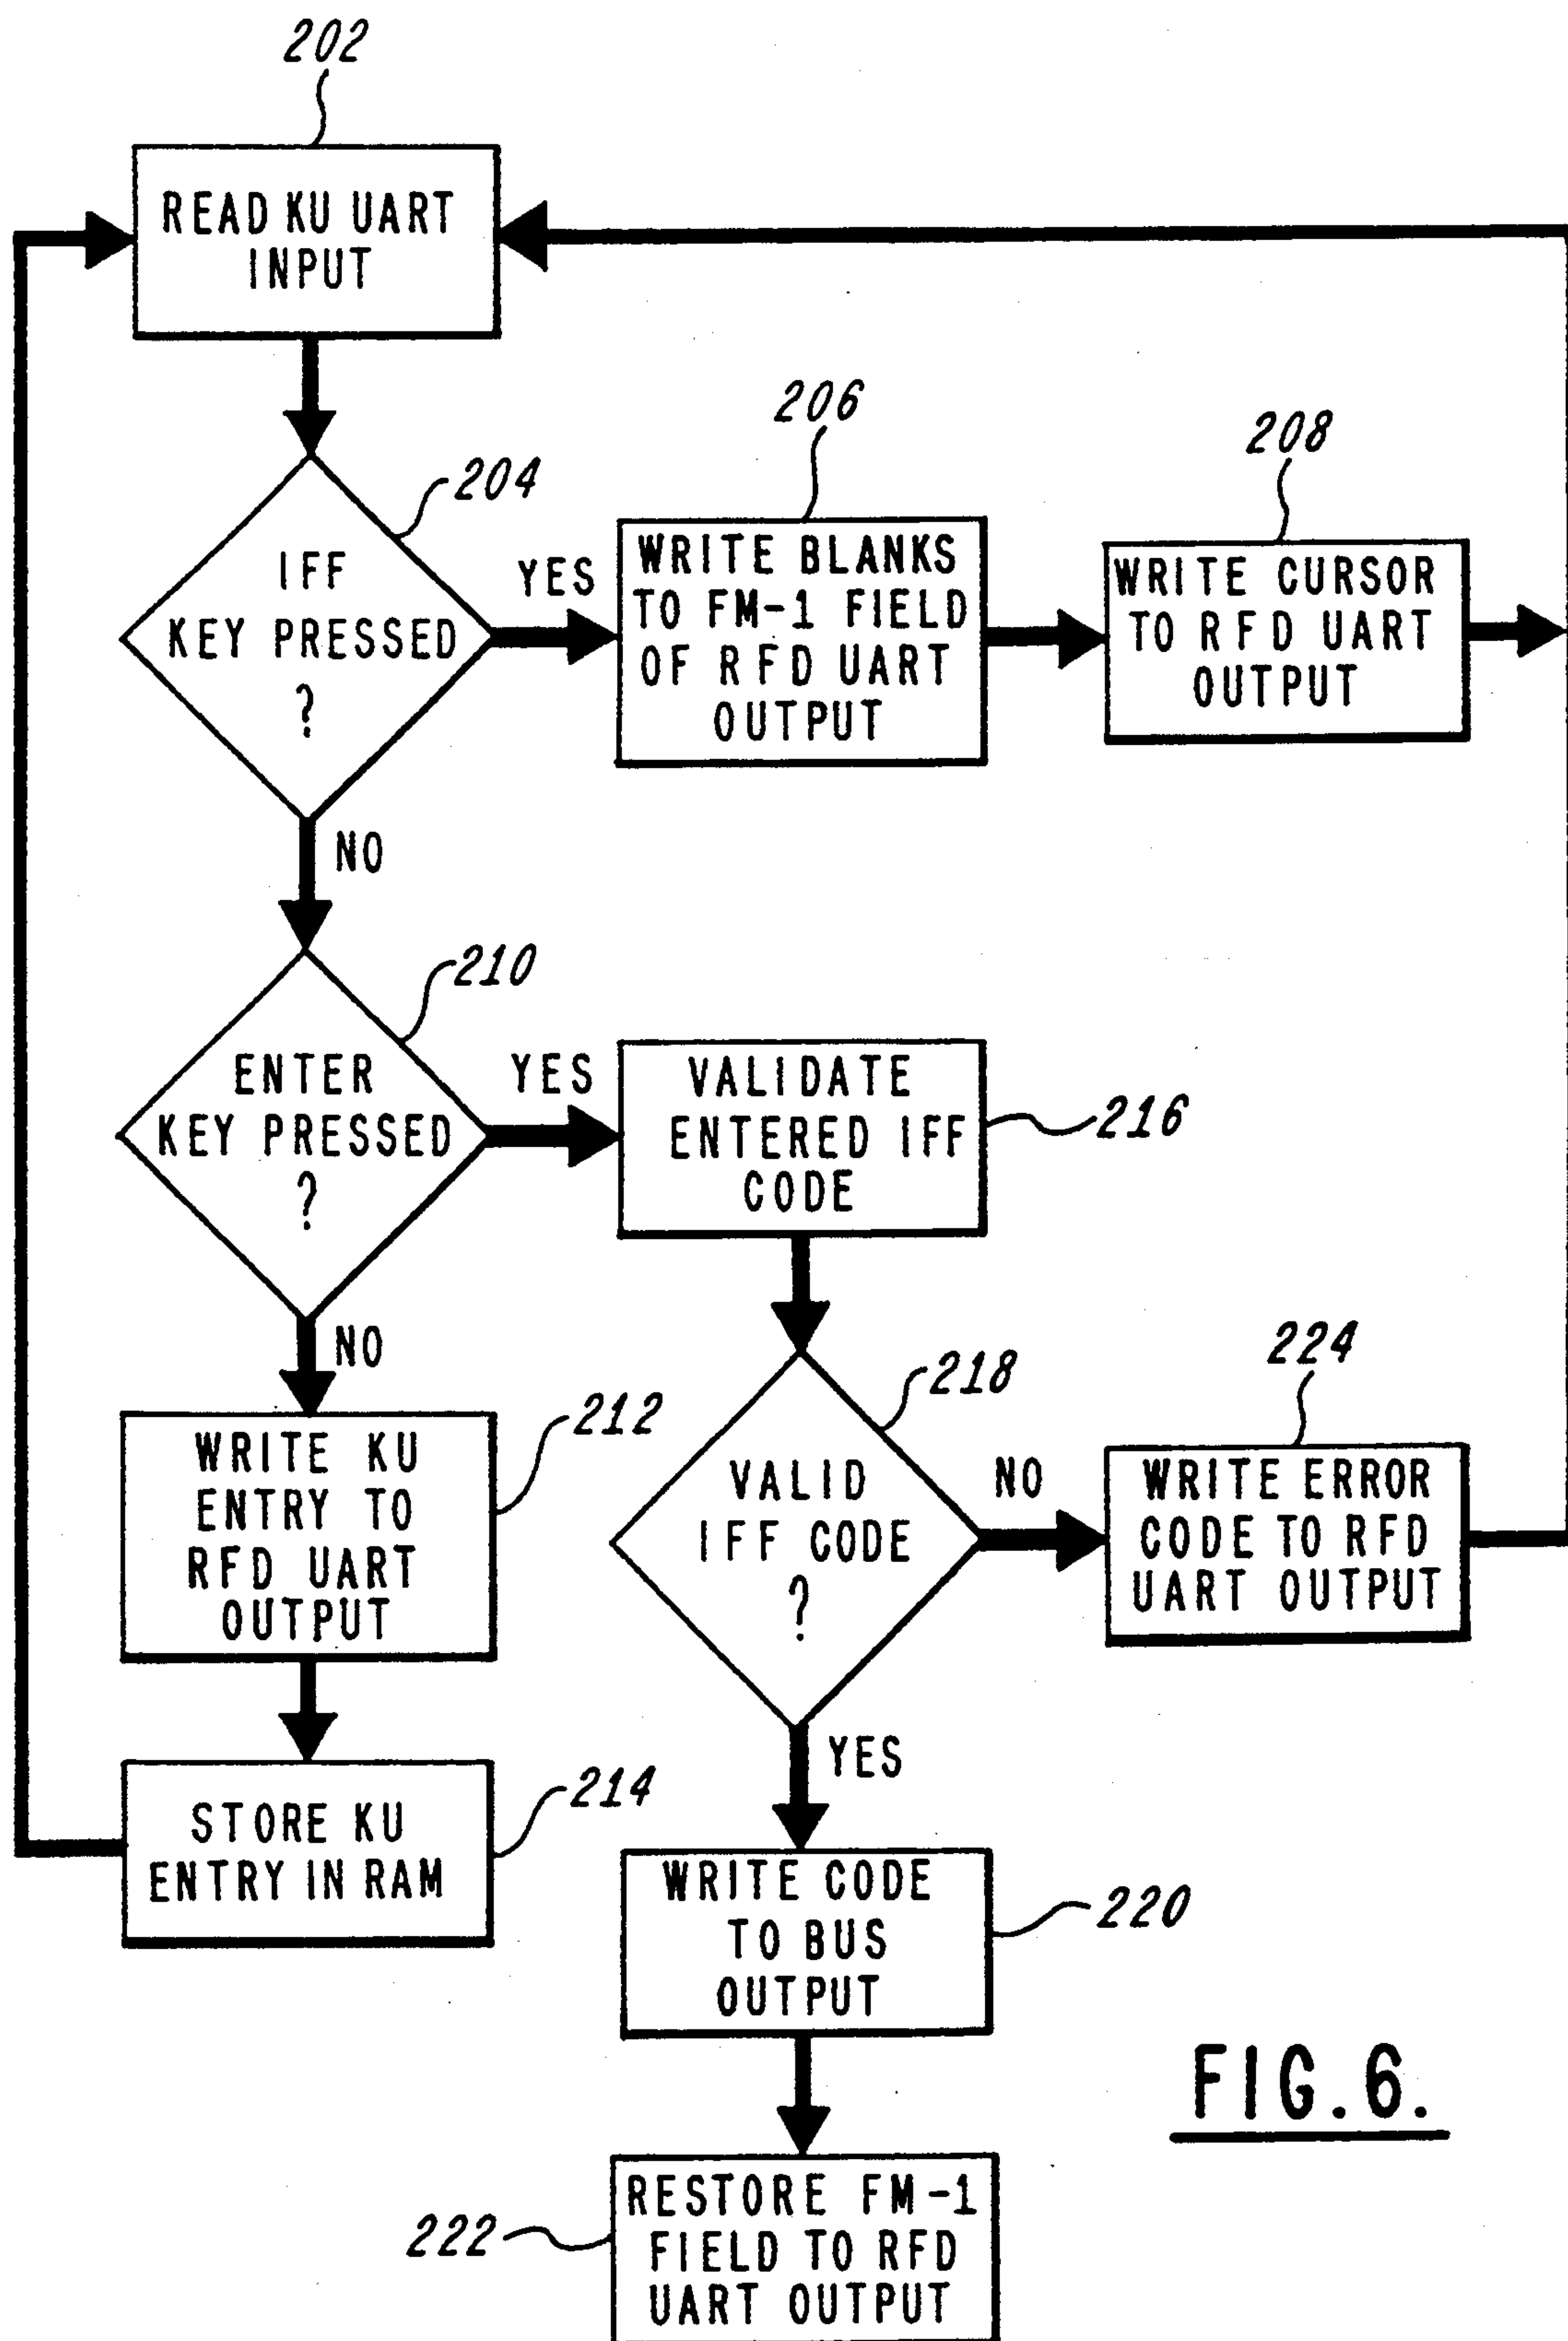 202
READ KU UART
INPUT
204
IFF
KEY PRESSED
?
YES
206
WRITE BLANKS
TO FM-1 FIELD
OF RFD UART
OUTPUT
208
WRITE CURSOR
TO RFD UART
OUTPUT
NO
210
ENTER
KEY PRESSED
?
YES
VALIDATE
ENTERED IFF
CODE
216
NO
212
WRITE KU
ENTRY TO
RFD UART
OUTPUT
214
STORE KU
ENTRY IN RAM
218
VALID
IFF CODE
?
NO
224
WRITE ERROR
CODE TO RFD
UART OUTPUT
YES
WRITE CODE
TO BUS
OUTPUT
220
222
RESTORE FM-1
FIELD TO RFD
UART OUTPUT
FIG.6.